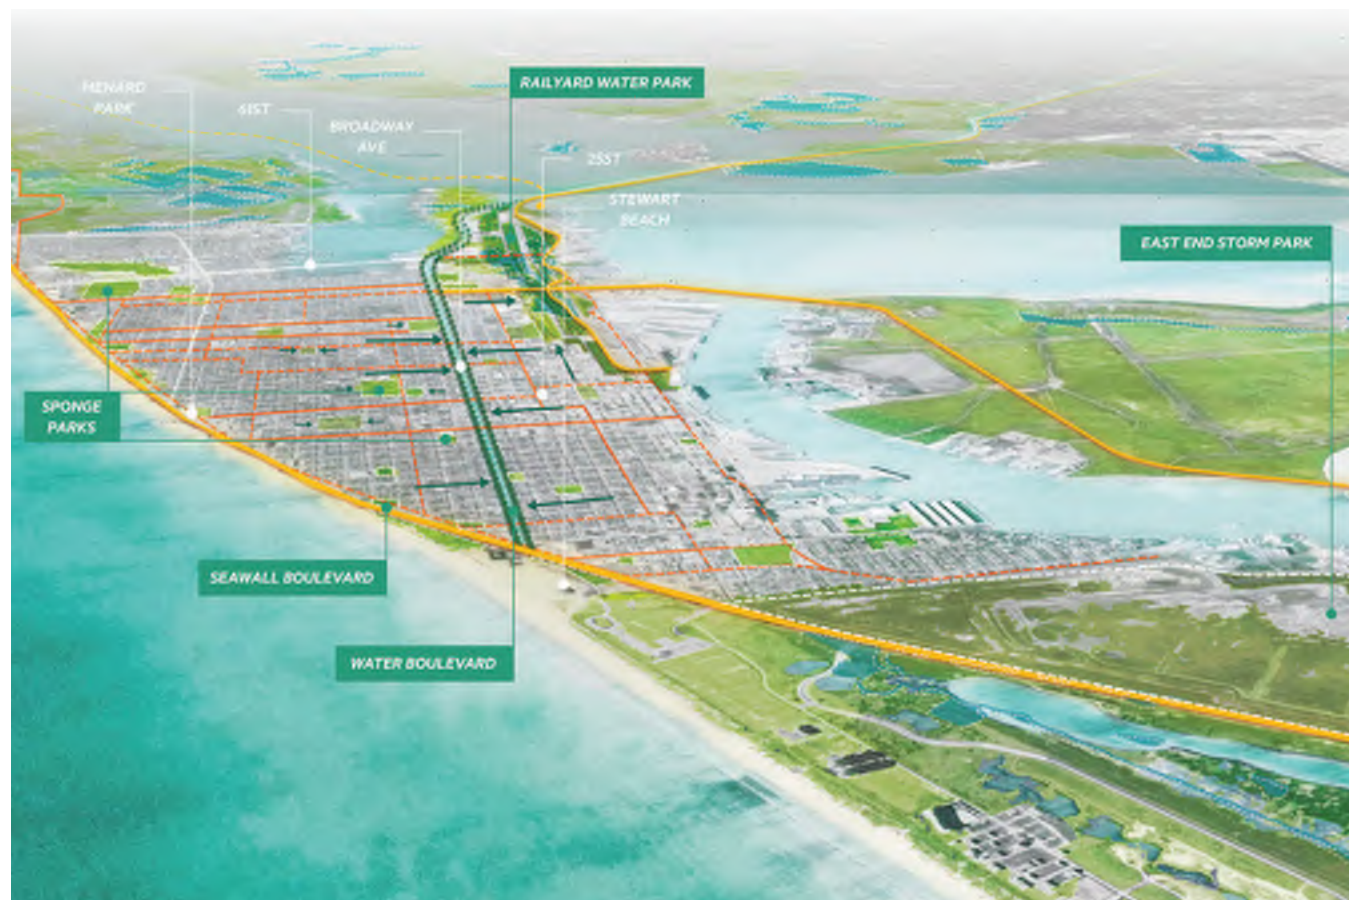 RAILYARD WATER PARK
MENARD
PARK
61ST
BROADWAY
AVE
25ST
STEWART
BEACH
EAST END STORM PARK
SPONGE
PARKS
SEAWALL BOULEVARD
WATER BOULEVARD